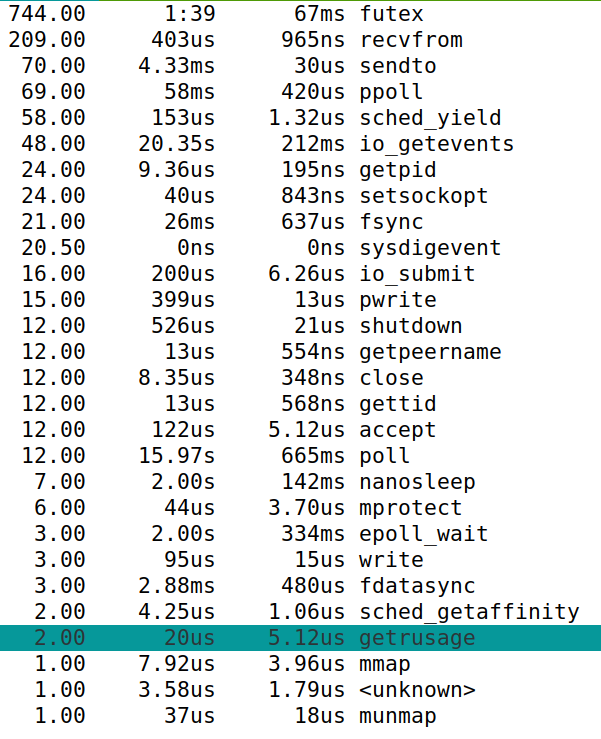 744.00 1:39 67ms futex
209.00 403us 965ns recvfrom
70.00 4.33ms 30us sendto
69.00 58ms 420us ppoll
58.00 153us 1.32us sched_yield
48.00 20.35s 212ms io_getevents
24.00 9.36us 195ns getpid
24.00 40us 843ns setsockopt
21.00 26ms 637us fsync
20.50 0ns 0ns sysdigevent
16.00 200us 6.26us io_submit
15.00 399us 13us pwrite
12.00 526us 21us shutdown
12.00 13us 554ns getpeername
12.00 8.35us 348ns close
12.00 13us 568ns gettid
12.00 122us 5.12us accept
12.00 15.97s 665ms poll
7.00 2.00s 142ms nanosleep
6.00 44us 3.70us mprotect
3.00 2.00s 334ms epoll_wait
3.00 95us 15us write
3.00 2.88ms 480us fdatasync
2.00 4.25us 1.06us sched_getaffinity
2.00 20us 5.12us getrusage
1.00 7.92us 3.96us mmap
1.00 3.58us 1.79us <unknown>
1.00 37us 18us munmap